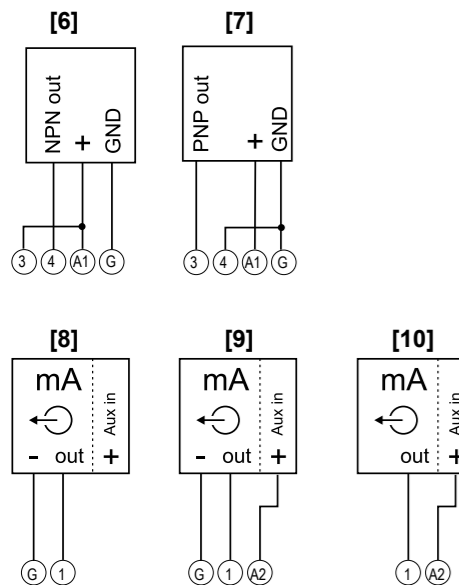 [6] [7]
NPN out + GND
PNP out + GND
3 4 A1 G
3 4 A1 G
[8] [9] [10]
mA Aux in
mA Aux in
mA Aux in
- out +
- out +
out +
G 1
G 1 A2
1 A2